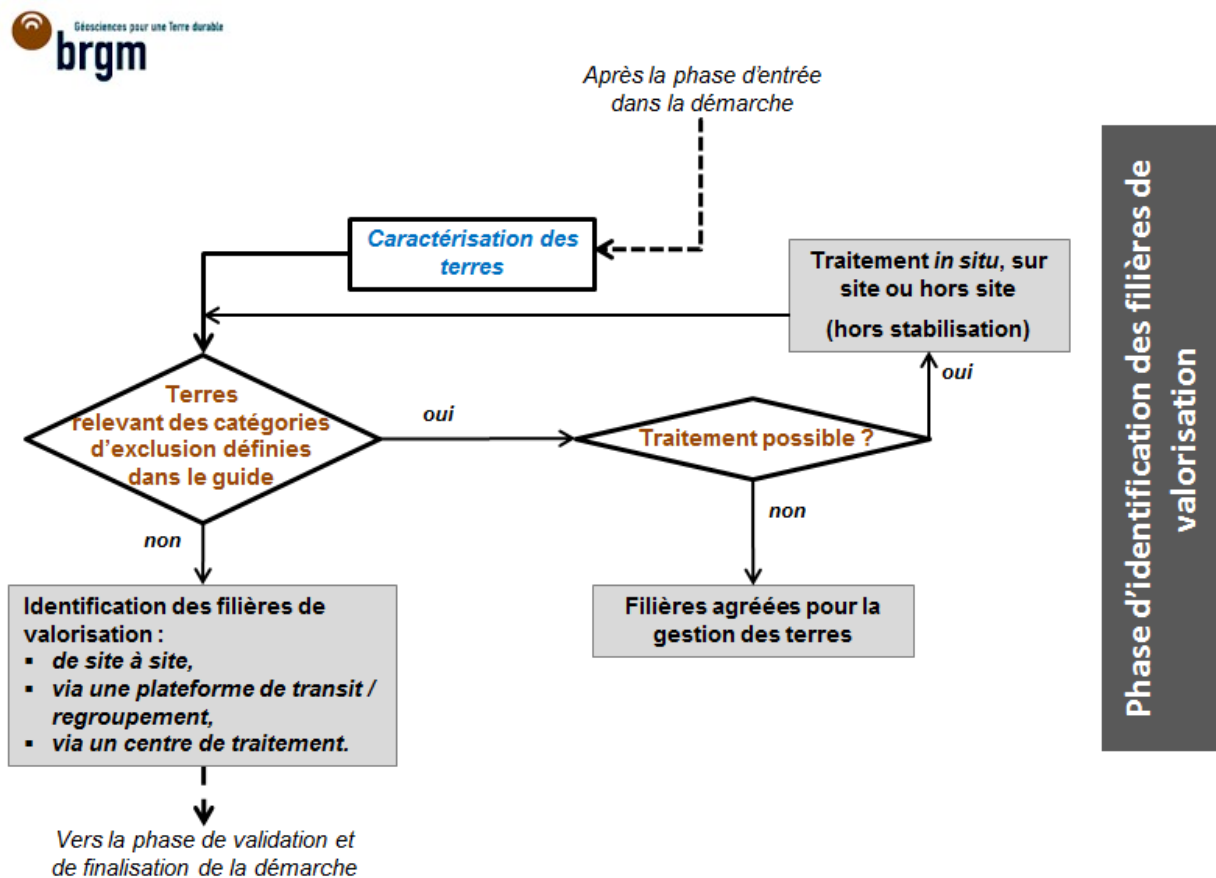 Géosciences pour une Terre durable
brgm
Après la phase d'entrée
dans la démarche
Caractérisation des
terres
Traitement in situ, sur
site ou hors site
(hors stabilisation)
oui
Terres
relevant des catégories
d'exclusion définies
dans le guide
oui
Traitement possible ?
non
non
Identification des filières de
valorisation :
▪ de site à site,
▪ via une plateforme de transit /
regroupement,
▪ via un centre de traitement.
Filières agréées pour la
gestion des terres
Vers la phase de validation et
de finalisation de la démarche
Phase d'identification des filières de
valorisation